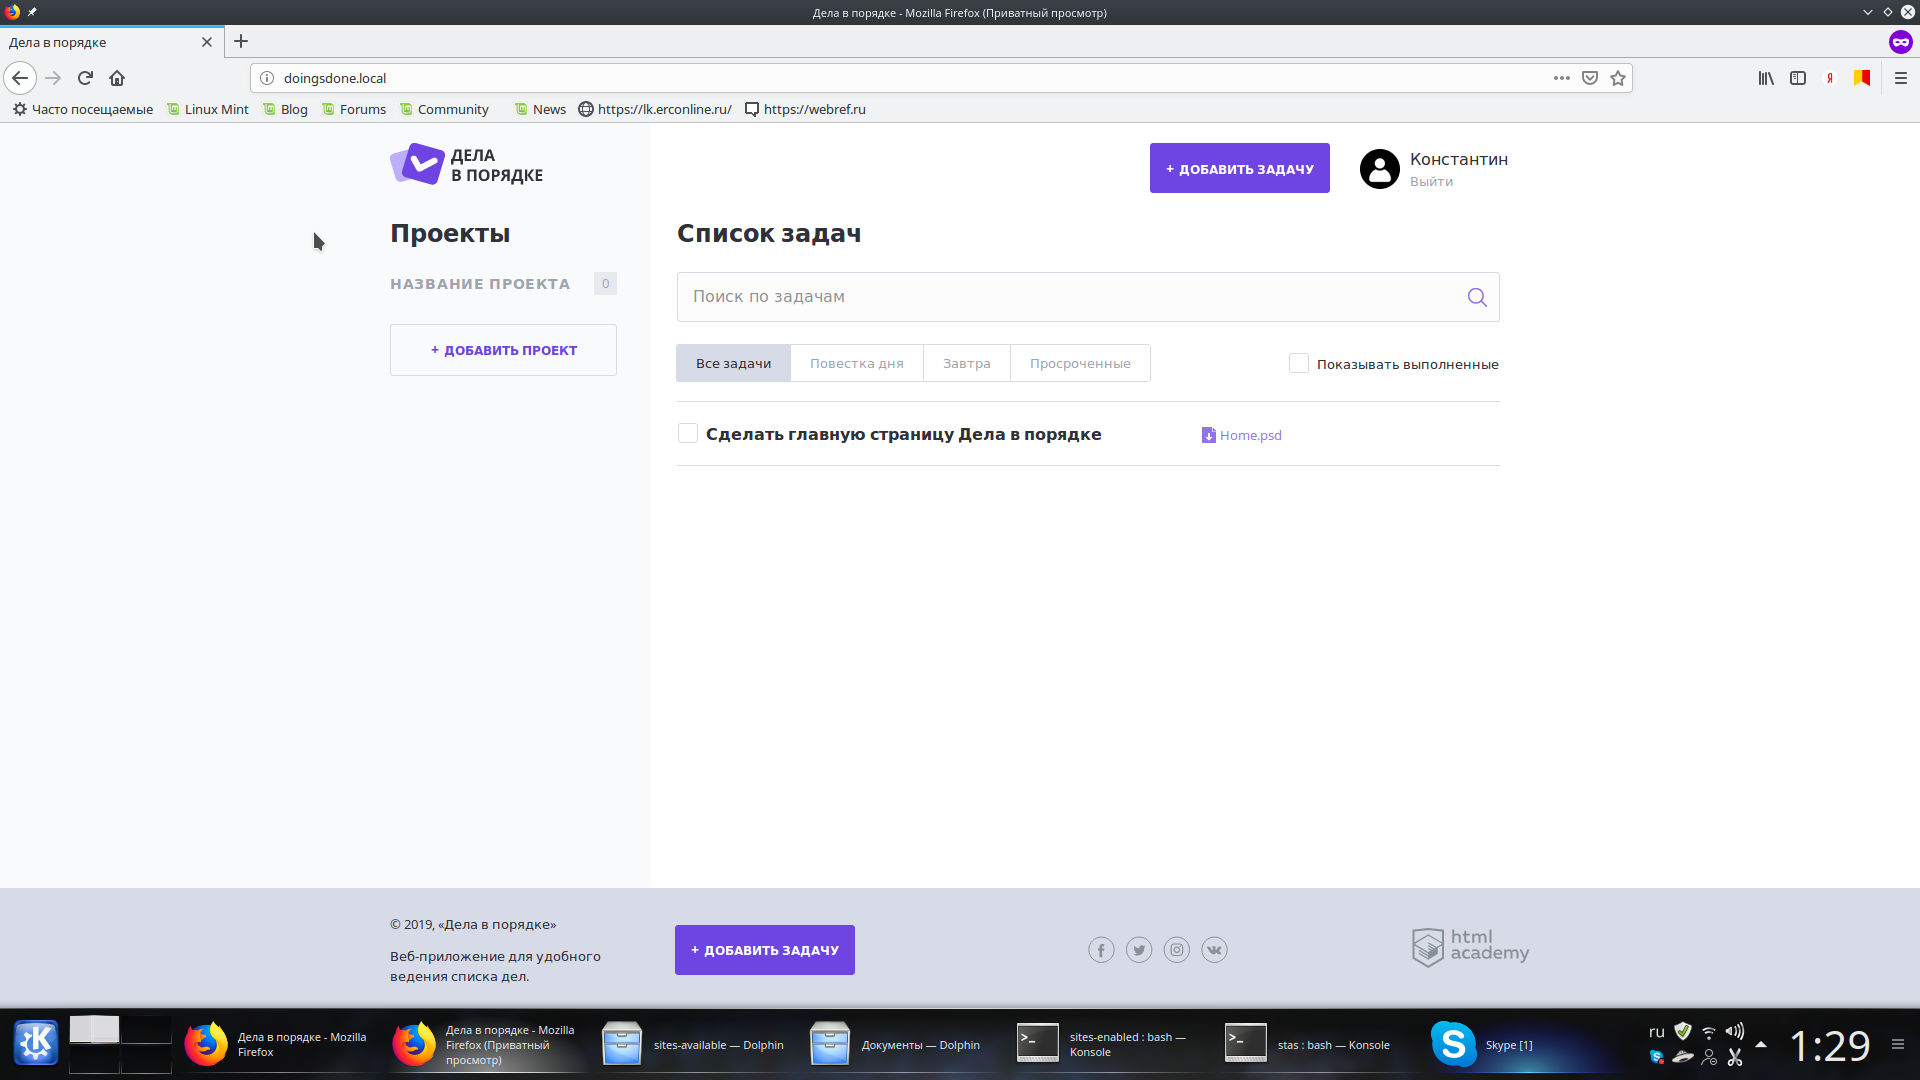 Дела в порядке - Mozilla Firefox (Приватный просмотр)
Дела в порядке
doingsdone.local
Часто посещаемые Linux Mint Blog Forums Community News https://lk.erconline.ru/ https://webref.ru
ДЕЛА
В ПОРЯДКЕ
+ ДОБАВИТЬ ЗАДАЧУ
Константин
Выйти
Проекты
НАЗВАНИЕ ПРОЕКТА 0
+ ДОБАВИТЬ ПРОЕКТ
Список задач
Поиск по задачам
Все задачи Повестка дня Завтра Просроченные Показывать выполненные
Сделать главную страницу Дела в порядке Home.psd
© 2019, «Дела в порядке»
Веб-приложение для удобного
ведения списка дел.
+ ДОБАВИТЬ ЗАДАЧУ
html
academy
Дела в порядке - Mozilla
Firefox
Дела в порядке - Mozilla
Firefox (Приватный
просмотр)
sites-available — Dolphin
Документы — Dolphin
sites-enabled : bash —
Konsole
stas : bash — Konsole
Skype [1]
ru
1:29